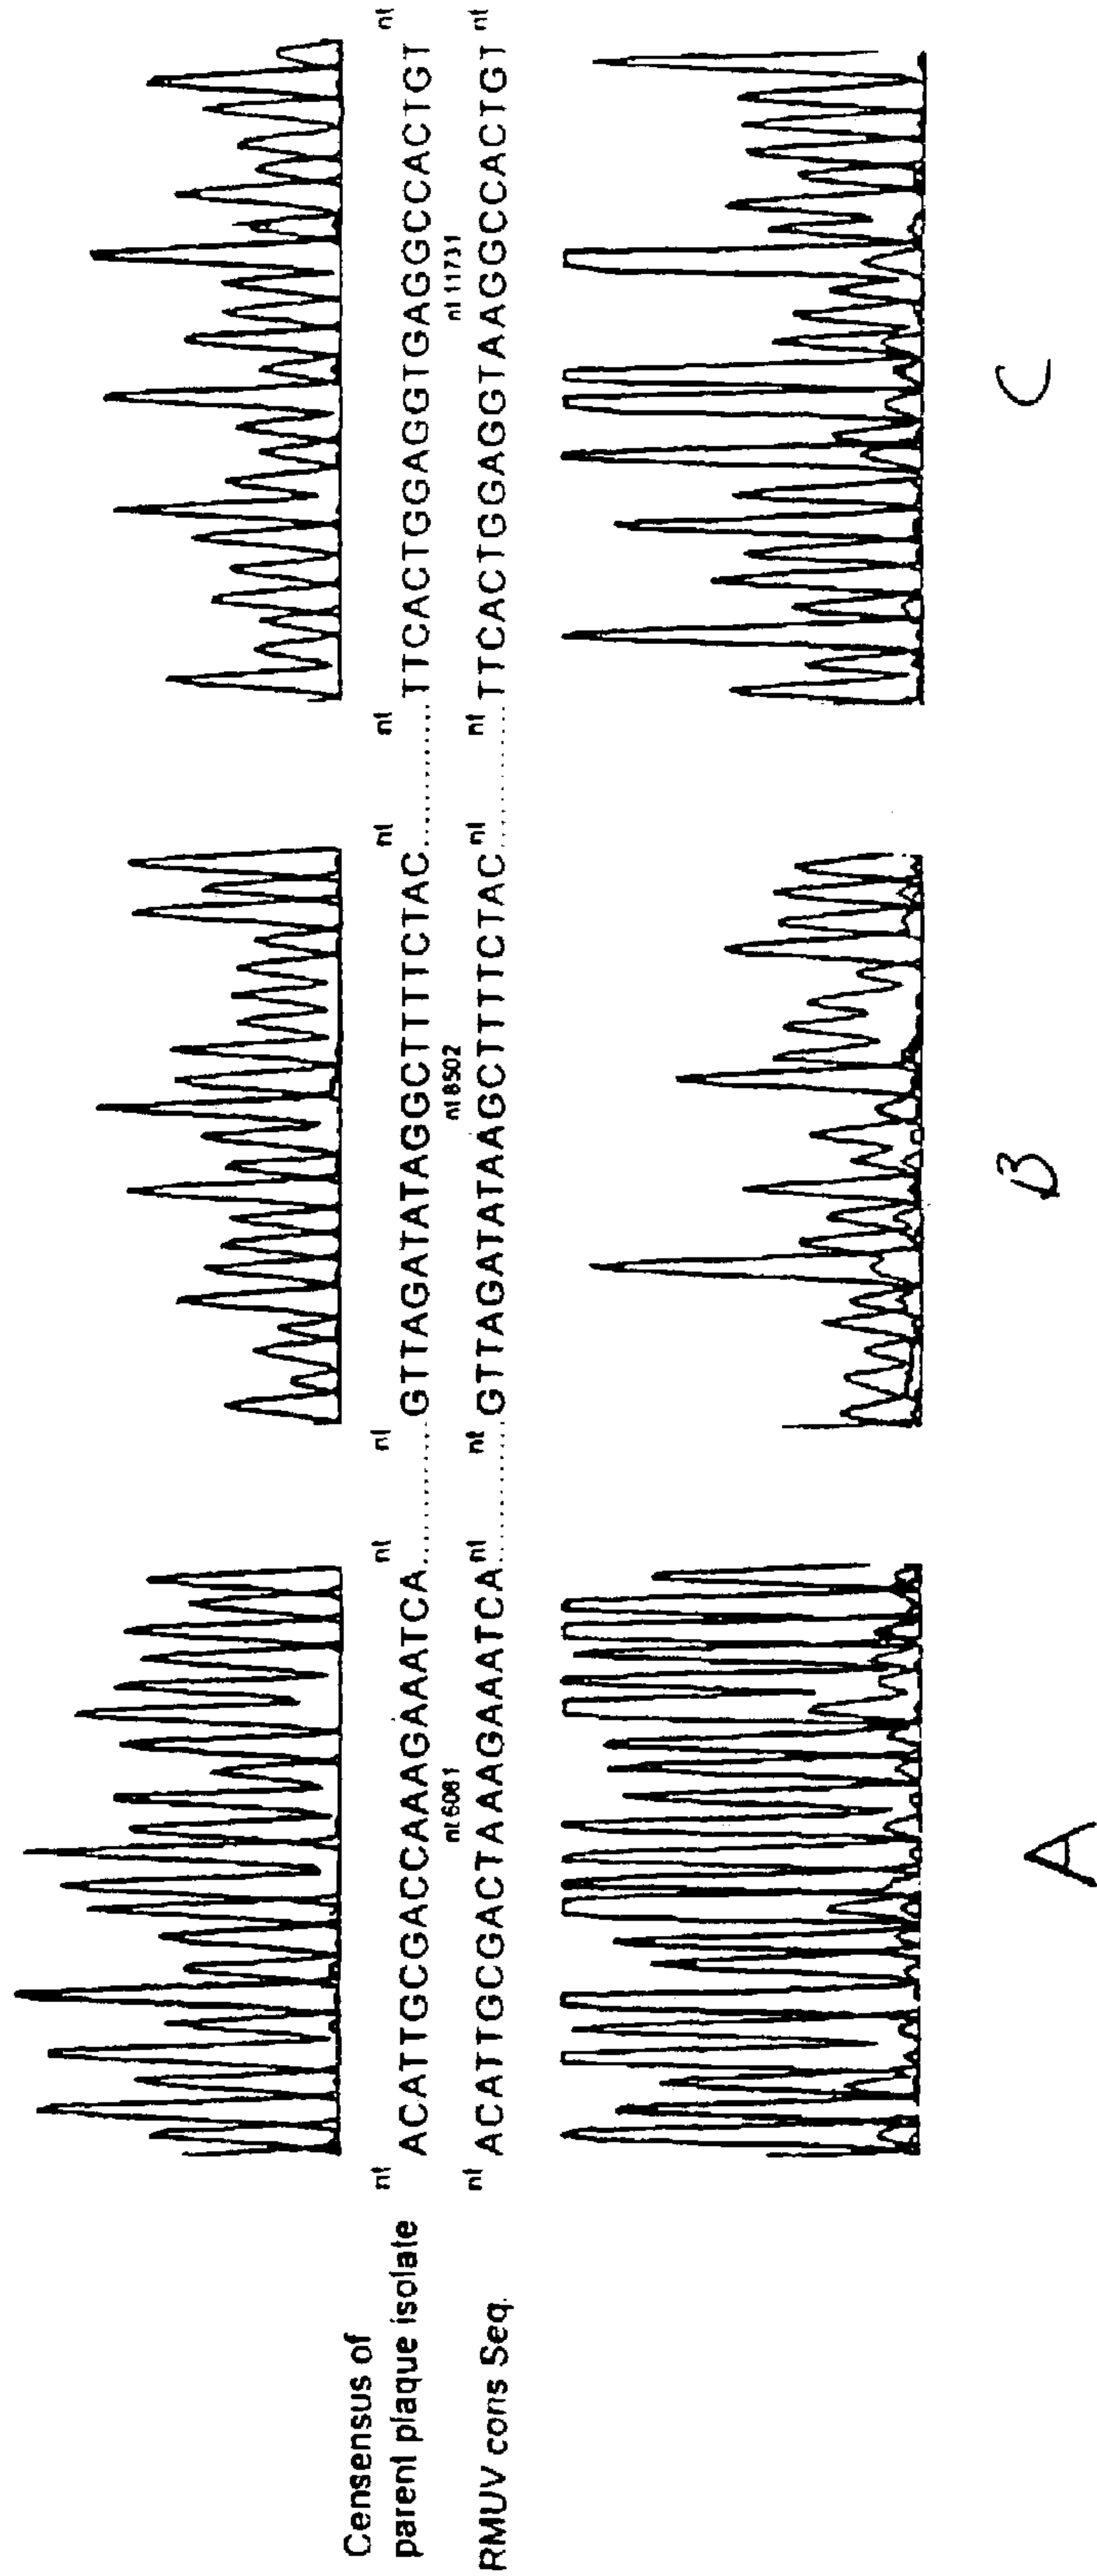 Censensus of
nt nt nt nt nt nt
parent plaque isolate ACATTGCGACCAAAGAAATCA............GTTAGATATAGGCTTTTCTAC............TTCACTGGAGGTGAGGCCACTGT
nt 6081 nt 8502 nt 11731
nt nt nt nt nt nt
RMUV cons Seq. ACATTGCGACTAAAGAAATCA............GTTAGATATAAGCTTTTCTAC............TTCACTGGAGGTAAGGCCACTGT
A B C